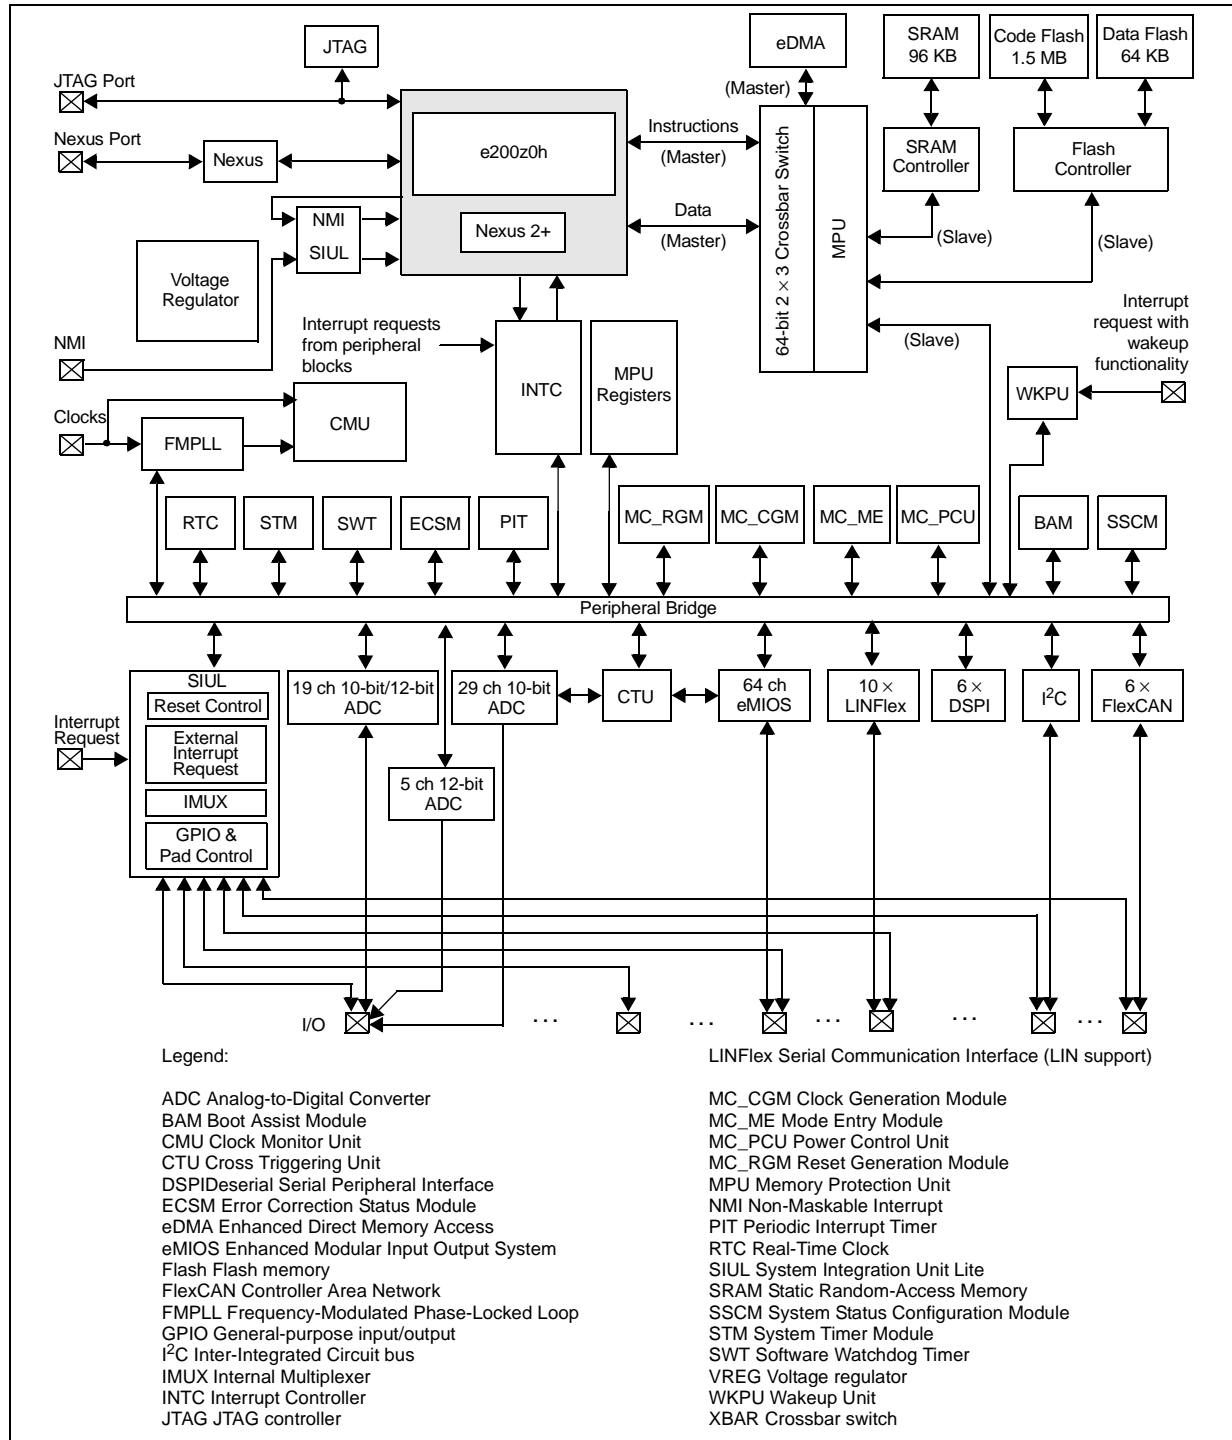 JTAG
eDMA
SRAM
96 KB
Code Flash
1.5 MB
Data Flash
64 KB
JTAG Port
(Master)
Nexus Port
Nexus
e200z0h
Instructions
(Master)
SRAM
Controller
Flash
Controller
64-bit 2 × 3 Crossbar Switch
MPU
NMI
SIUL
Nexus 2+
Data
(Master)
(Slave)
(Slave)
Voltage
Regulator
Interrupt
request with
wakeup
functionality
NMI
Interrupt requests
from peripheral
blocks
(Slave)
INTC
MPU
Registers
WKPU
Clocks
FMPLL
CMU
RTC
STM
SWT
ECSM
PIT
MC_RGM
MC_CGM
MC_ME
MC_PCU
BAM
SSCM
Peripheral Bridge
SIUL
Reset Control
External
Interrupt
Request
IMUX
GPIO &
Pad Control
Interrupt
Request
19 ch 10-bit/12-bit
ADC
29 ch 10-bit
ADC
CTU
64 ch
eMIOS
10 ×
LINFlex
6 ×
DSPI
I²C
6 ×
FlexCAN
5 ch 12-bit
ADC
I/O
. . .
. . .
. . .
. . .
. . .
Legend:
ADC Analog-to-Digital Converter
BAM Boot Assist Module
CMU Clock Monitor Unit
CTU Cross Triggering Unit
DSPIDeserial Serial Peripheral Interface
ECSM Error Correction Status Module
eDMA Enhanced Direct Memory Access
eMIOS Enhanced Modular Input Output System
Flash Flash memory
FlexCAN Controller Area Network
FMPLL Frequency-Modulated Phase-Locked Loop
GPIO General-purpose input/output
I²C Inter-Integrated Circuit bus
IMUX Internal Multiplexer
INTC Interrupt Controller
JTAG JTAG controller
LINFlex Serial Communication Interface (LIN support)
MC_CGM Clock Generation Module
MC_ME Mode Entry Module
MC_PCU Power Control Unit
MC_RGM Reset Generation Module
MPU Memory Protection Unit
NMI Non-Maskable Interrupt
PIT Periodic Interrupt Timer
RTC Real-Time Clock
SIUL System Integration Unit Lite
SRAM Static Random-Access Memory
SSCM System Status Configuration Module
STM System Timer Module
SWT Software Watchdog Timer
VREG Voltage regulator
WKPU Wakeup Unit
XBAR Crossbar switch